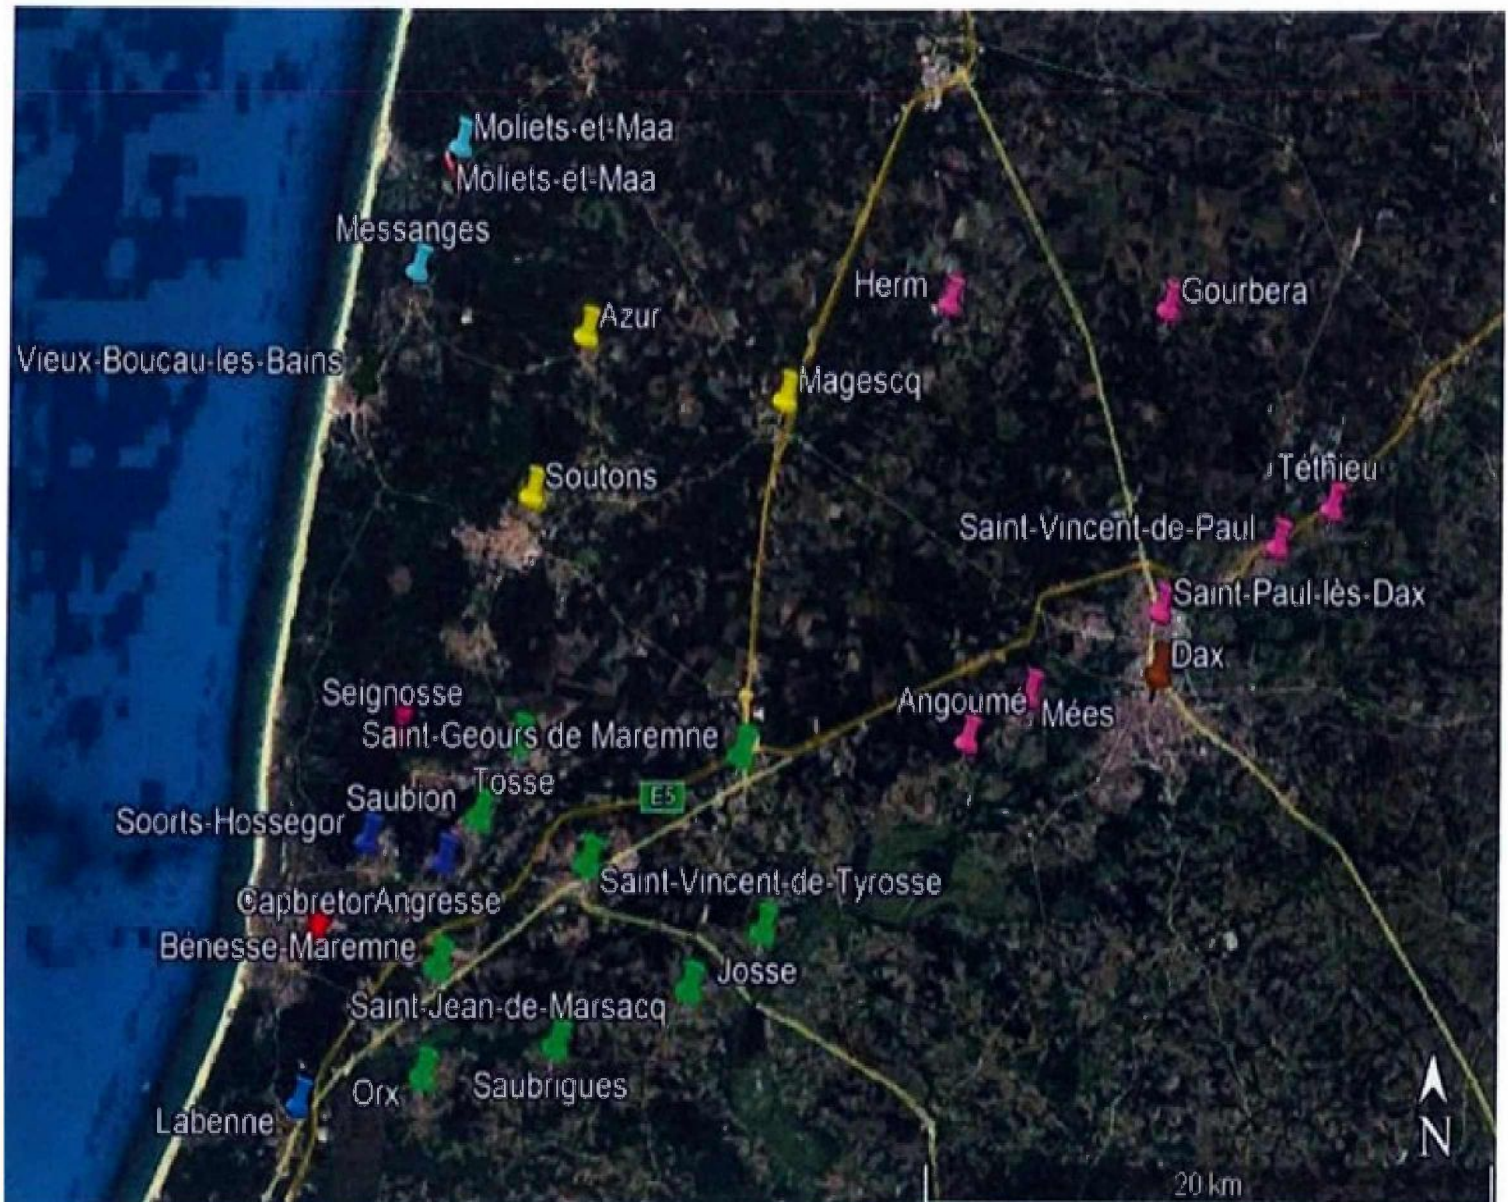 Moliets-et-Maa
Moliets-et-Maa
Messanges
Herm
Gourbera
Azur
Vieux-Boucau-les-Bains
Magescq
Soutons
Téthieu
Saint-Vincent-de-Paul
Saint-Paul-lès-Dax
Dax
Seignosse
Angoumé
Mées
Saint-Geours de Maremne
Tosse
E5
Saubion
Soorts-Hossegor
Saint-Vincent-de-Tyrosse
Capbreton
Angresse
Bénesse-Maremne
Josse
Saint-Jean-de-Marsacq
Saubrigues
Orx
Labenne
N
20 km